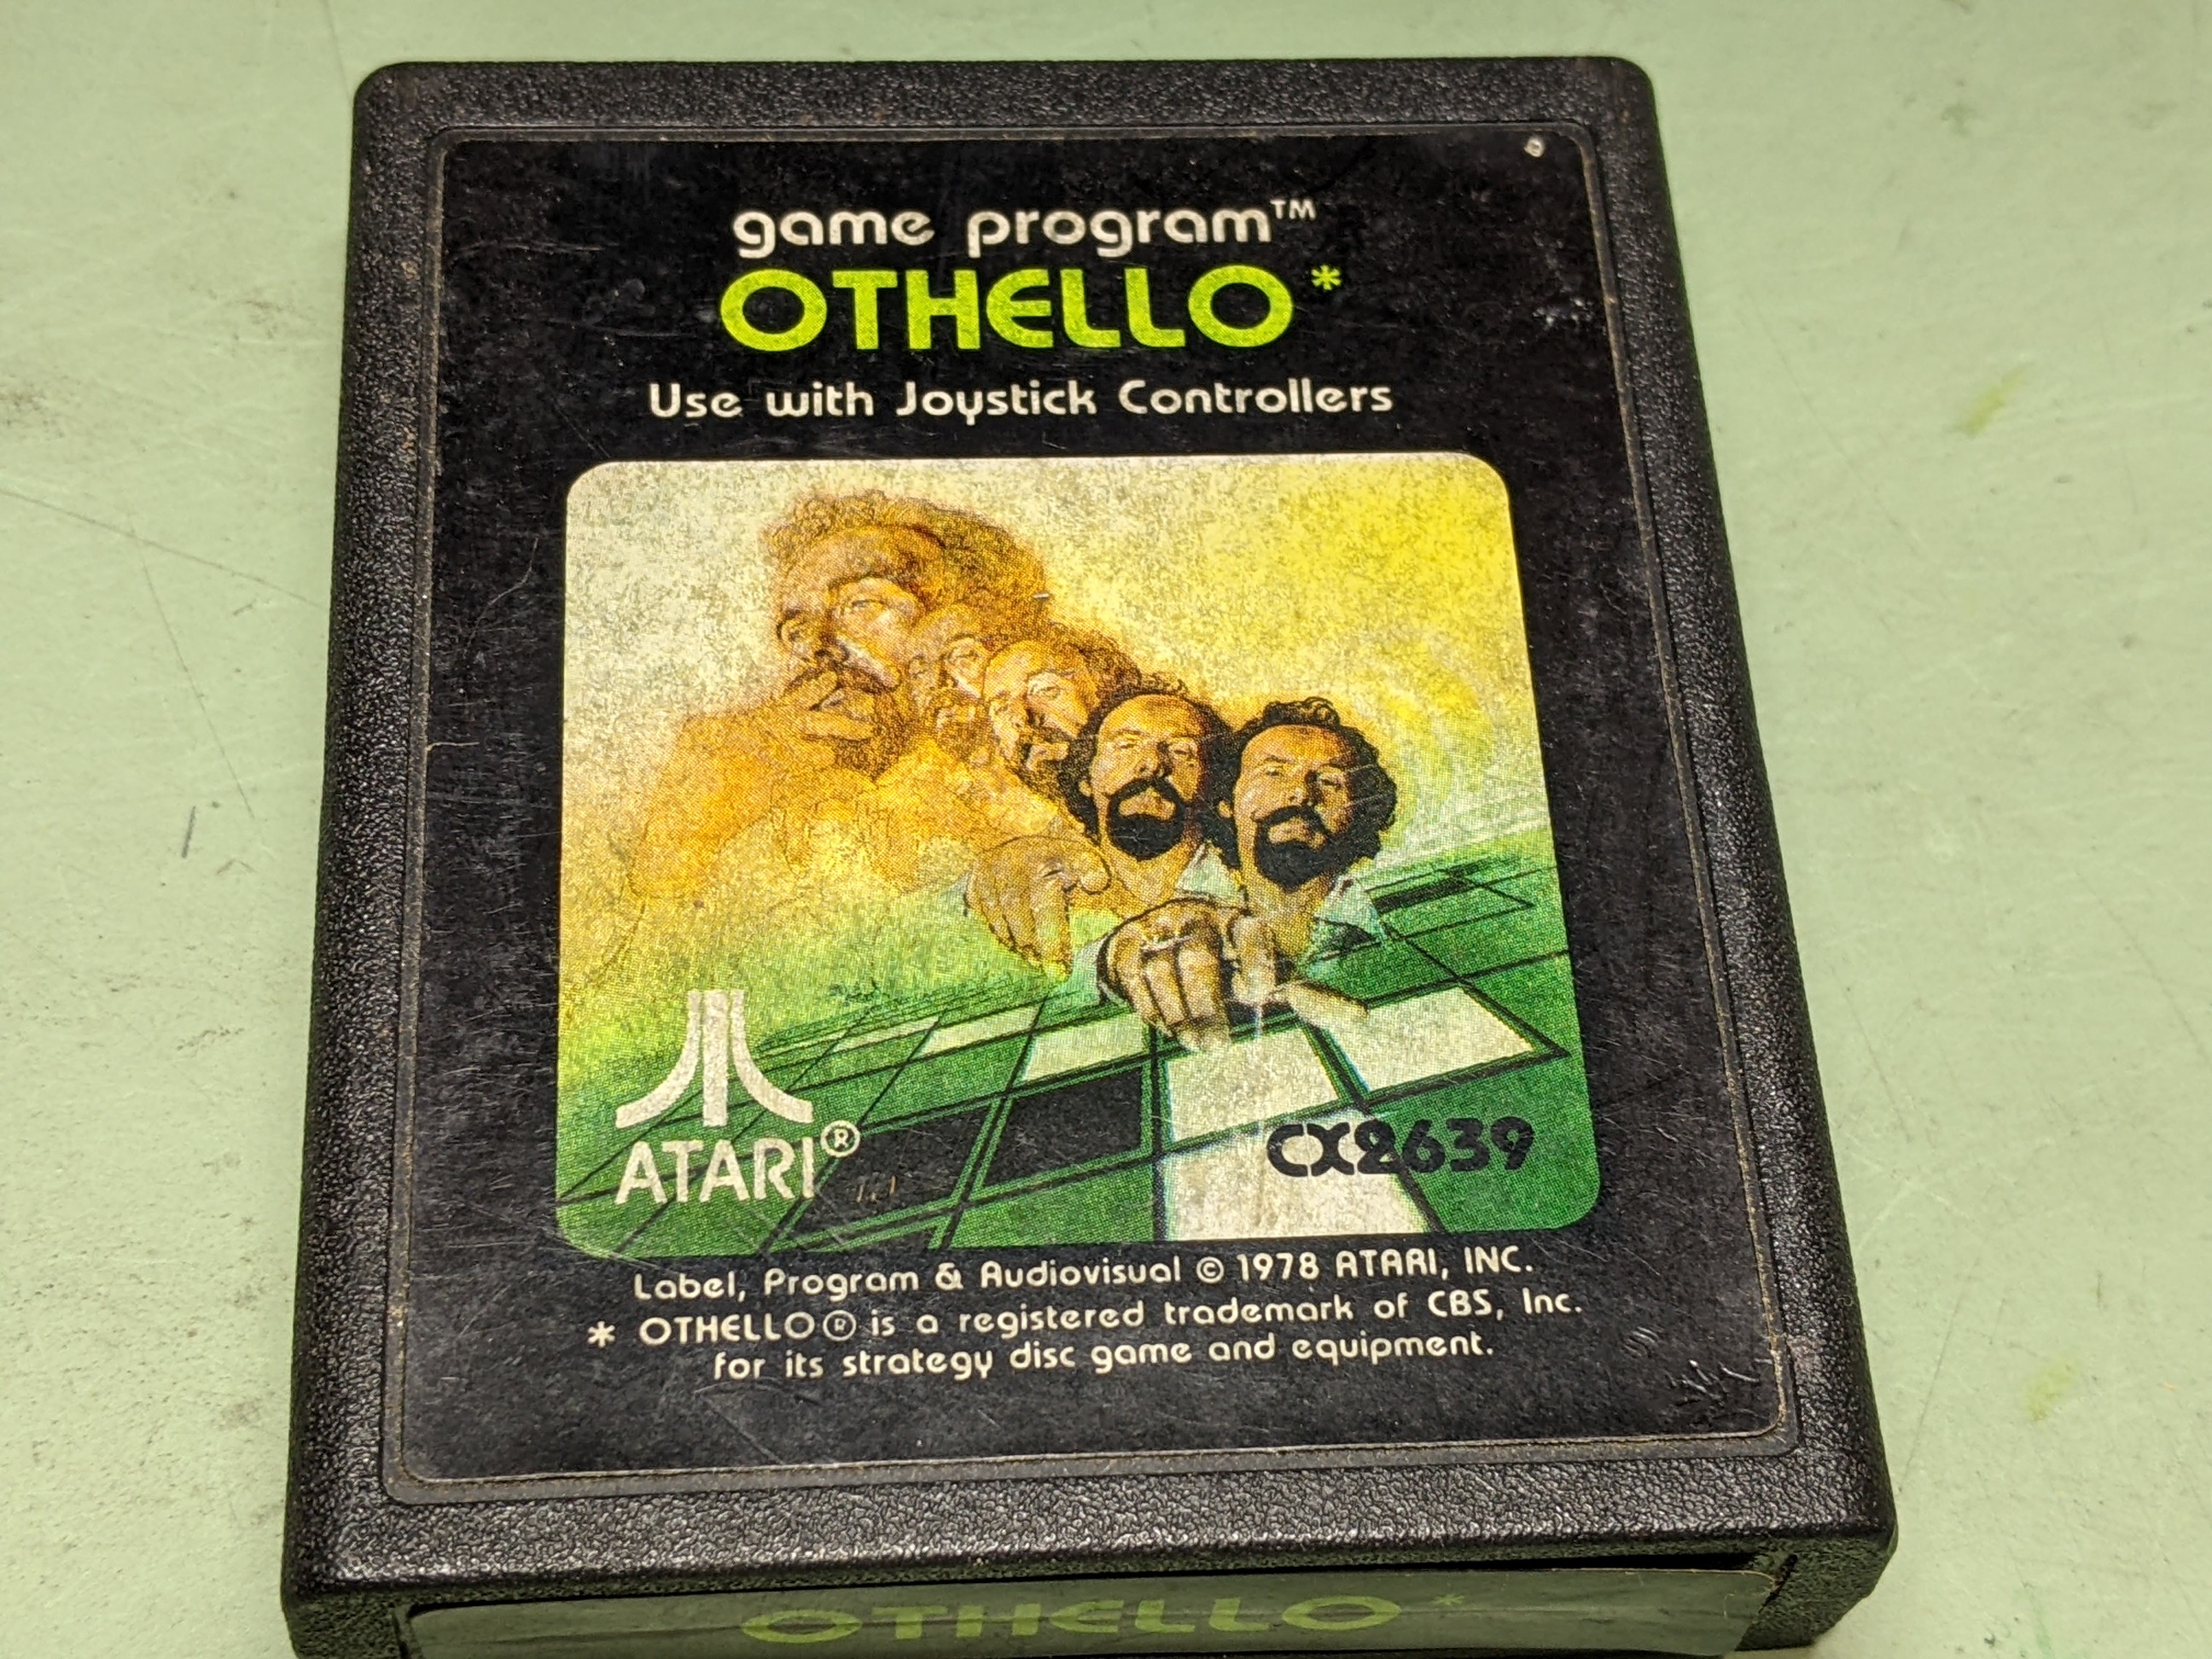 game program™
OTHELLO*
Use with Joystick Controllers
ATARI®
CX2639
Label, Program & Audiovisual © 1978 ATARI, INC.
* OTHELLO® is a registered trademark of CBS, Inc.
for its strategy disc game and equipment.
OTHELLO*